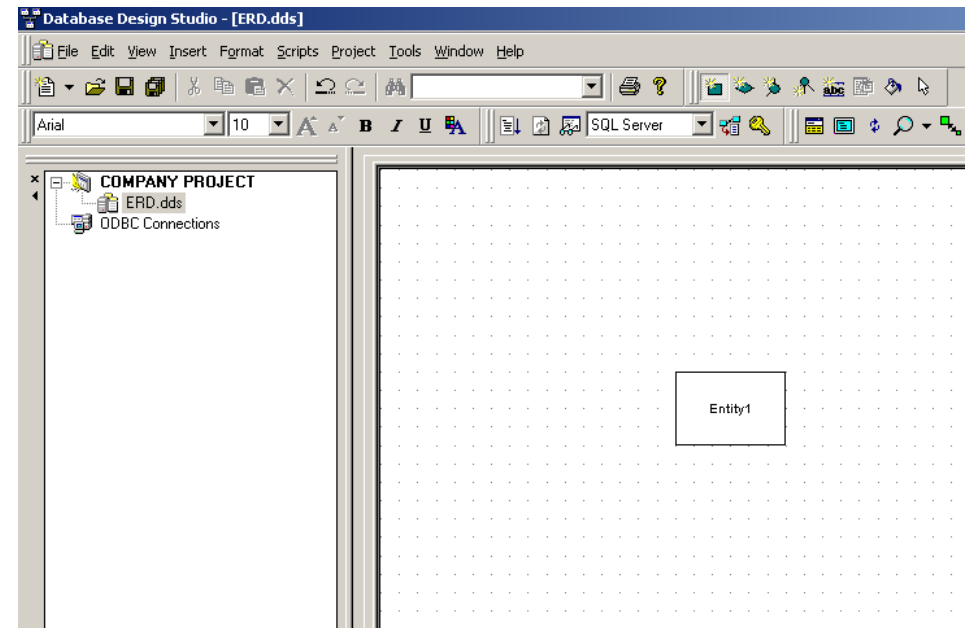 Database Design Studio - [ERD.dds]
File Edit View Insert Format Scripts Project Tools Window Help
abc
Arial 10 A A B I U A SQL Server
COMPANY PROJECT
ERD.dds
ODBC Connections
Entity1